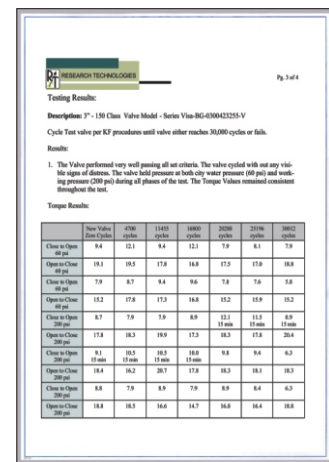 RESEARCH TECHNOLOGIES
Pg. 3 of 4
Testing Results:
Description: 3" - 150 Class Valve Model - Series Visa-BG-0300423255-V
Cycle Test valve per KF procedures until valve either reaches 30,000 cycles or fails.
Results:
1. The Valve performed very well passing all set criteria. The valve cycled with out any visi-
ble signs of distress. The valve held pressure at both city water pressure (60 psi) and work-
ing pressure (200 psi) during all phases of the test. The Torque Values remained consistent
throughout the test.
Torque Results:
New Valve 4700 11455 16800 20200 25196 30012
Zero Cycles cycles cycles cycles cycles cycles cycles
Close to Open 9.4 12.1 9.4 12.1 7.9 8.1 7.9
60 psi
Open to Close 19.1 19.5 17.8 16.8 17.5 17.0 18.8
60 psi
Close to Open 7.9 8.7 9.4 9.6 7.8 7.6 5.8
60 psi
Open to Close 15.2 17.8 17.3 16.8 15.2 15.9 15.2
60 psi
Close to Open 8.7 7.9 7.9 8.9 12.1 11.5 8.9
200 psi 15 min 15 min 15 min
Open to Close 17.8 18.3 19.9 17.3 18.3 17.8 20.4
200 psi
Close to Open 9.1 10.5 10.5 10.0 9.8 9.4 6.3
200 psi 15 min 15 min 15 min 15 min
Open to Close 18.4 16.2 20.7 17.8 18.3 18.1 18.3
200 psi
Close to Open 8.8 7.9 8.9 7.9 8.9 8.4 6.3
200 psi
Open to Close 18.8 18.5 16.6 14.7 16.8 16.4 18.8
200 psi